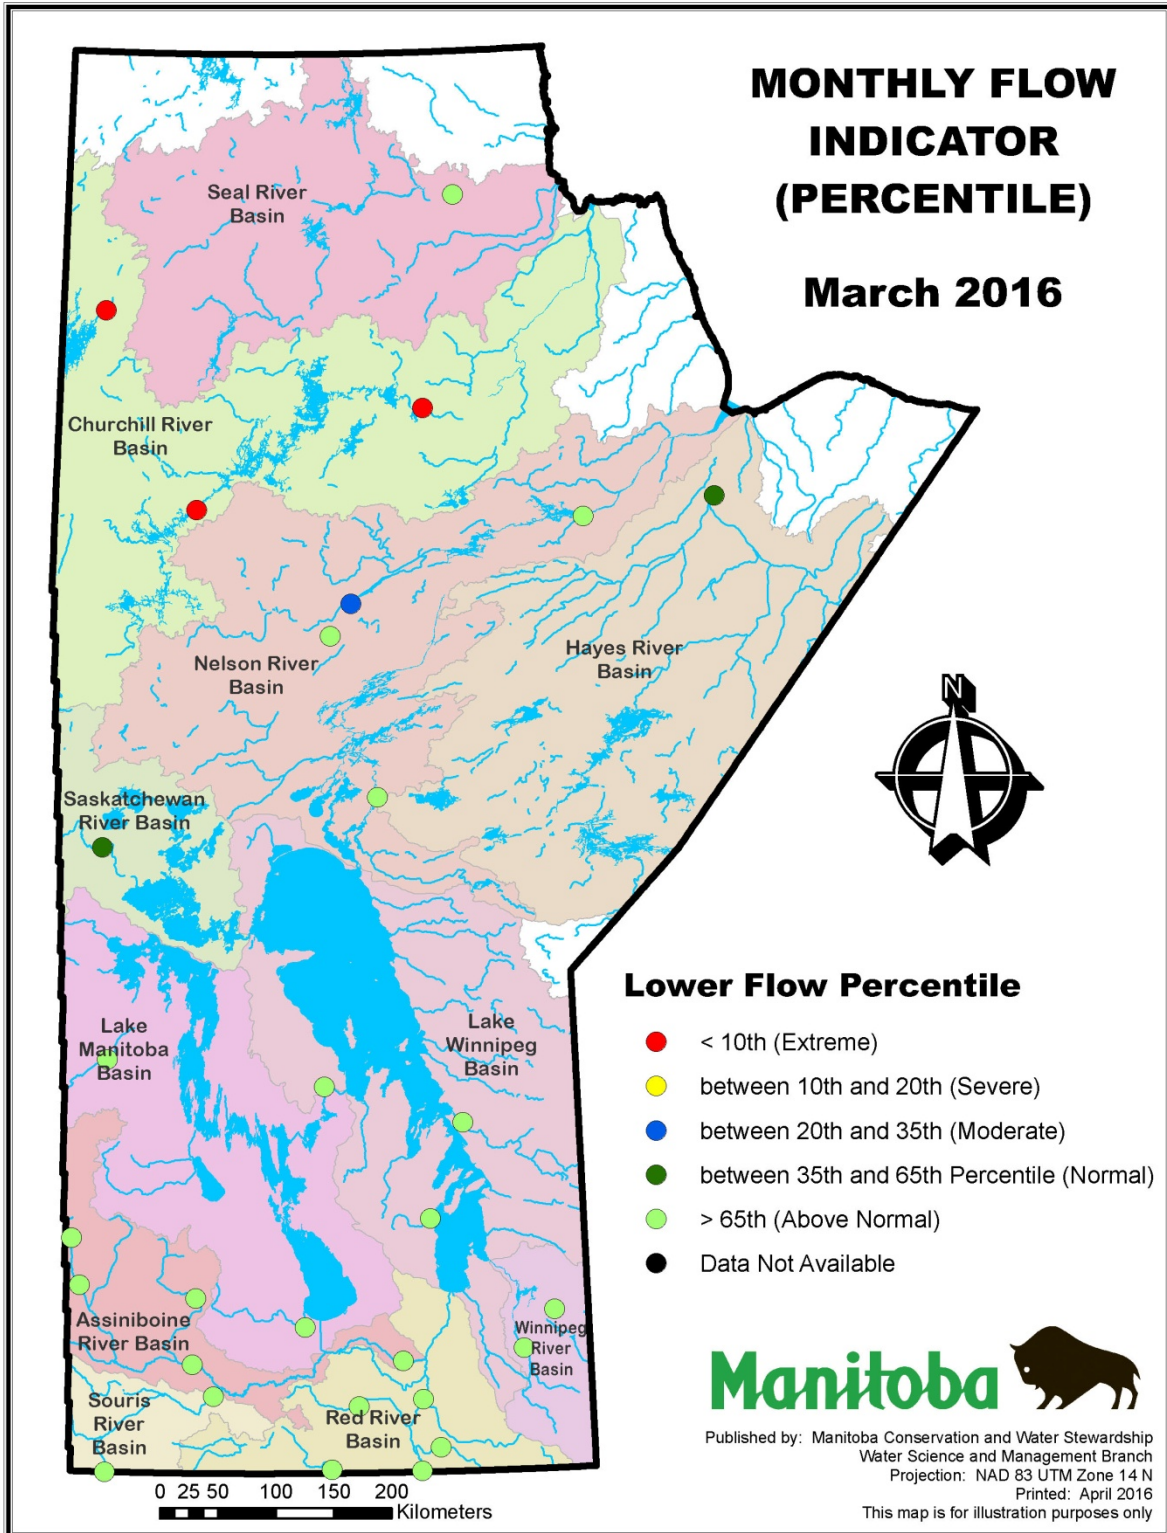 MONTHLY FLOW
INDICATOR
(PERCENTILE)
March 2016
Seal River
Basin
Churchill River
Basin
Nelson River
Basin
Hayes River
Basin
N
Saskatchewan
River Basin
Lake
Manitoba
Basin
Lake
Winnipeg
Basin
Assiniboine
River Basin
Winnipeg
River
Basin
Souris
River
Basin
Red River
Basin
0 25 50 100 150 200
Kilometers
Lower Flow Percentile
< 10th (Extreme)
between 10th and 20th (Severe)
between 20th and 35th (Moderate)
between 35th and 65th Percentile (Normal)
> 65th (Above Normal)
Data Not Available
Manitoba
Published by: Manitoba Conservation and Water Stewardship
Water Science and Management Branch
Projection: NAD 83 UTM Zone 14 N
Printed: April 2016
This map is for illustration purposes only